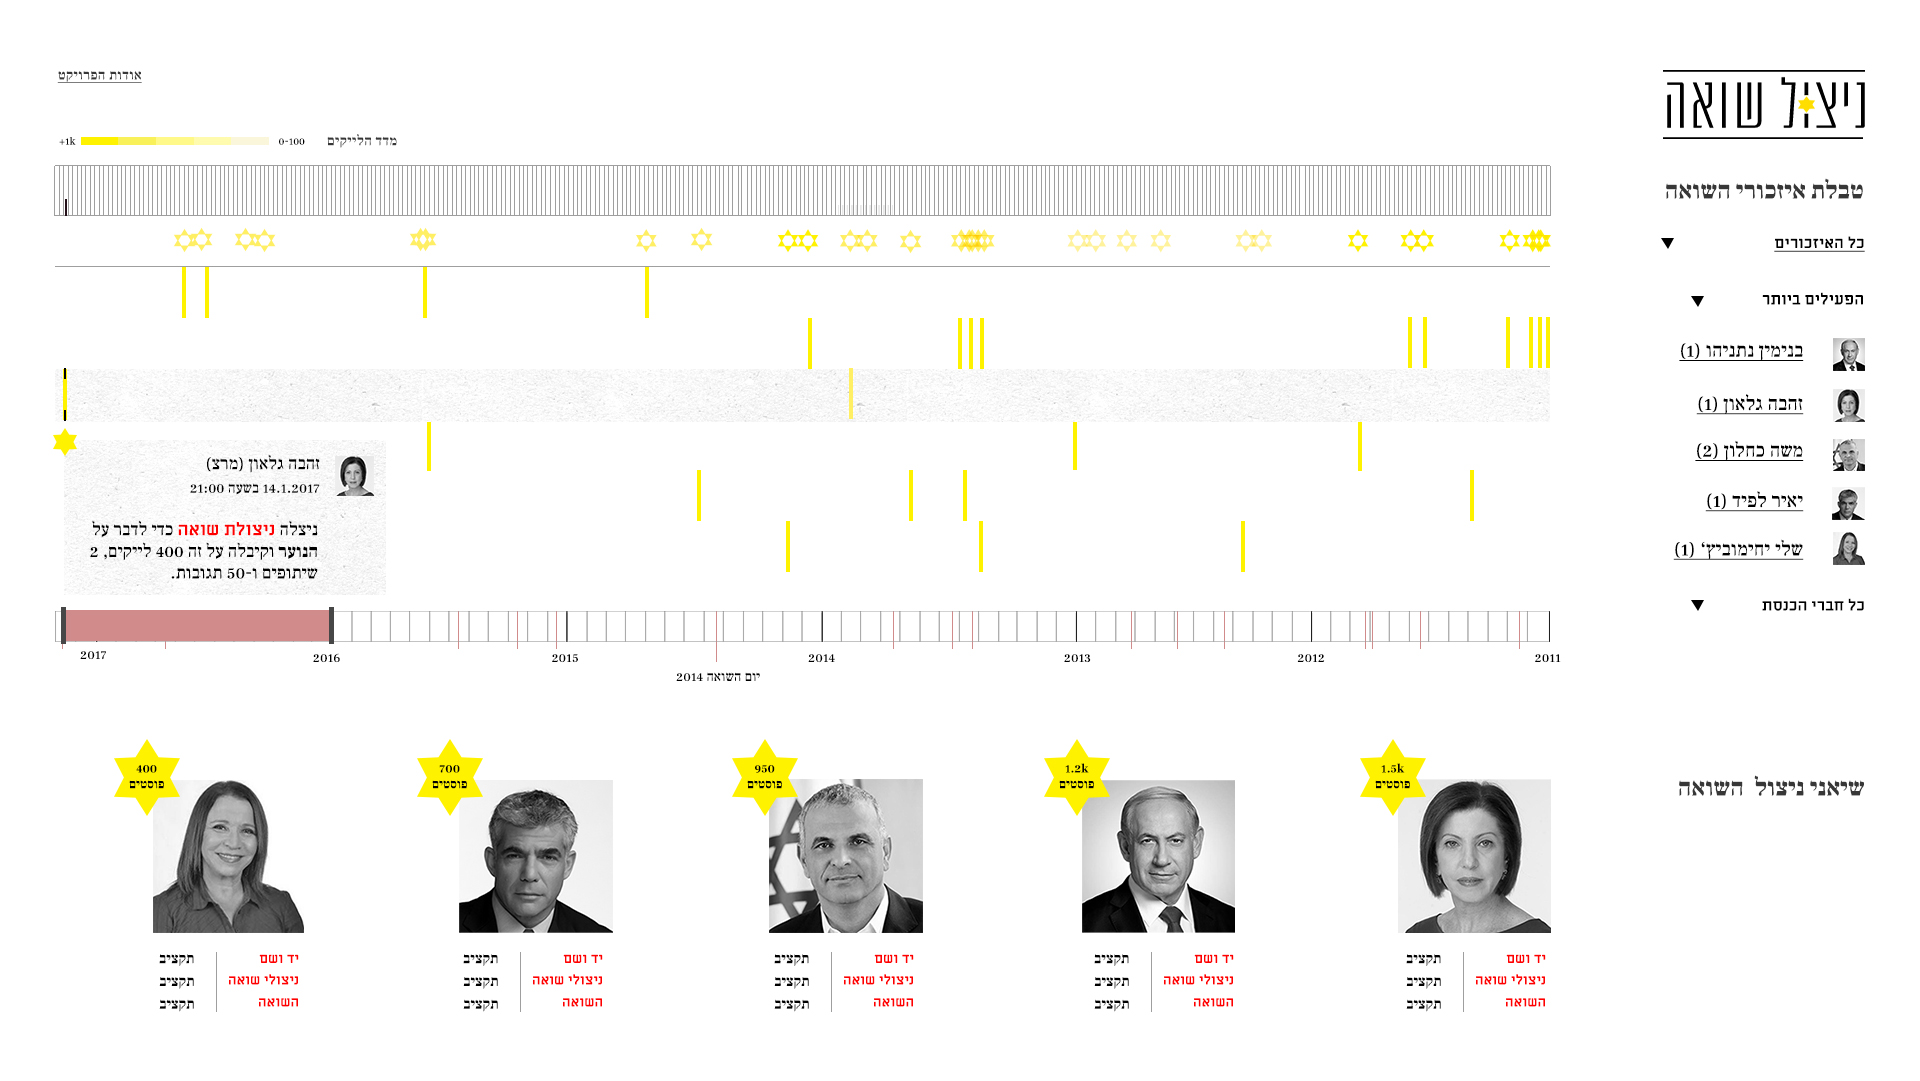 ניצול שואה
אודות הפרויקט
מדד הלייקים
0-100
+1k
טבלת איזכורי השואה
כל האיזכורים
הפעילים ביותר
בנימין נתניהו (1)
זהבה גלאון (1)
משה כחלון (2)
יאיר לפיד (1)
שלי יחימוביץ' (1)
כל חברי הכנסת
זהבה גלאון (מרצ)
14.1.2017 בשעה 21:00
ניצלה ניצולת שואה כדי לדבר על
הנוער וקיבלה על זה 400 לייקים, 2
שיתופים ו-50 תגובות.
2011
2012
2013
2014
2015
2016
2017
יום השואה 2014
שיאני ניצול השואה
1.5k
פוסטים
יד ושם תקציב
ניצולי שואה תקציב
השואה תקציב
1.2k
פוסטים
יד ושם תקציב
ניצולי שואה תקציב
השואה תקציב
950
פוסטים
יד ושם תקציב
ניצולי שואה תקציב
השואה תקציב
700
פוסטים
יד ושם תקציב
ניצולי שואה תקציב
השואה תקציב
400
פוסטים
יד ושם תקציב
ניצולי שואה תקציב
השואה תקציב